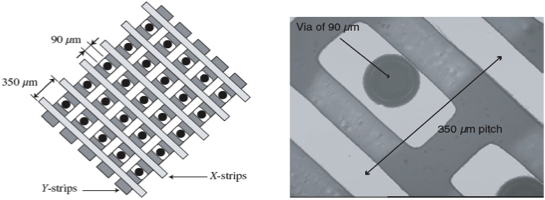 90 μm
350 μm
X-strips
Y-strips
Via of 90 μm
350 μm pitch